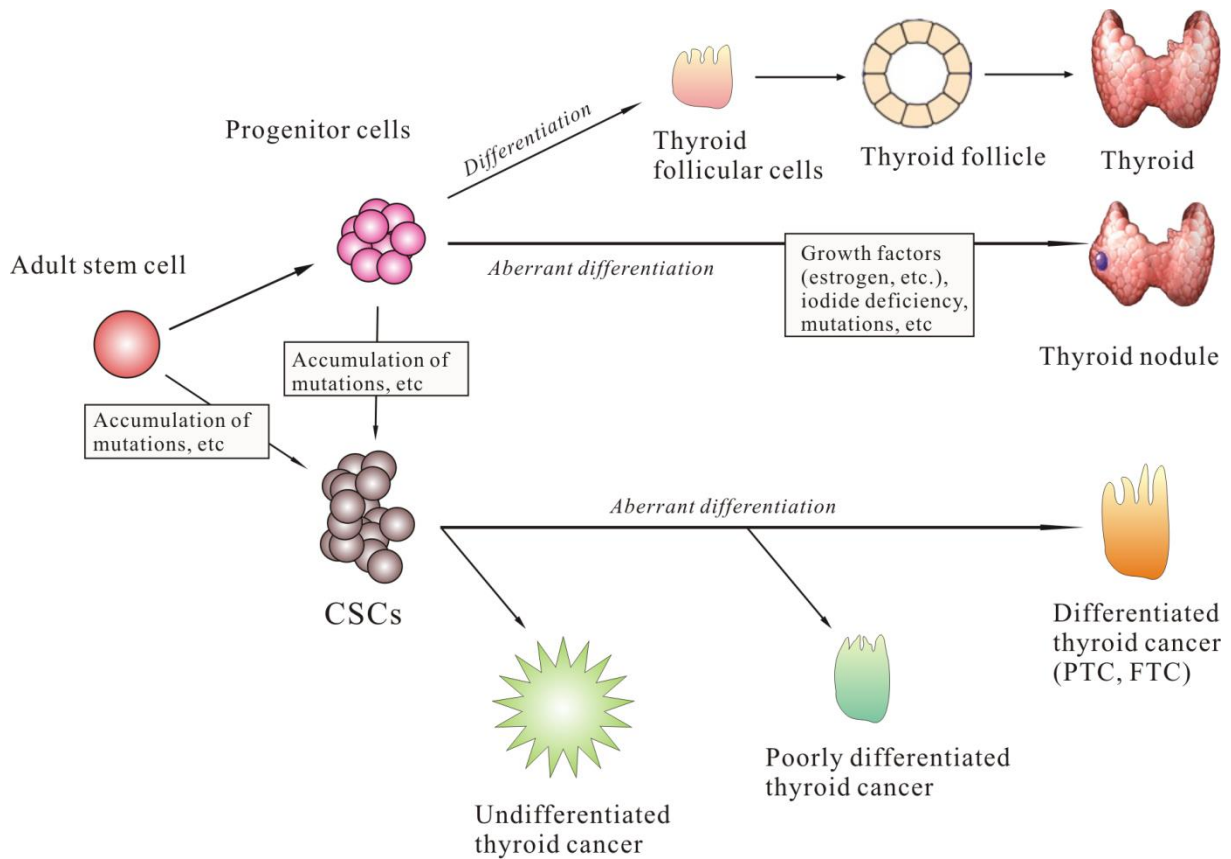 Progenitor cells
Differentiation
Thyroid
follicular cells
Thyroid follicle
Thyroid
Adult stem cell
Aberrant differentiation
Growth factors
(estrogen, etc.),
iodide deficiency,
mutations, etc
Thyroid nodule
Accumulation of
mutations, etc
Accumulation of
mutations, etc
CSCs
Aberrant differentiation
Differentiated
thyroid cancer
(PTC, FTC)
Poorly differentiated
thyroid cancer
Undifferentiated
thyroid cancer